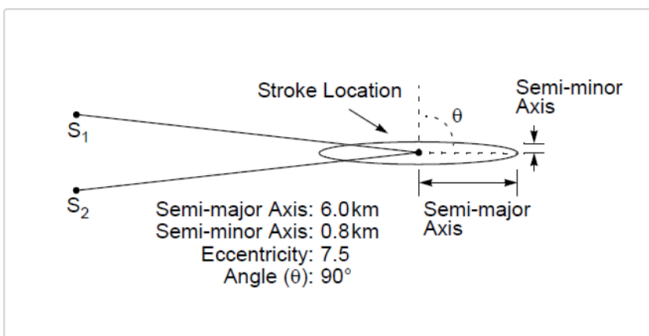 Stroke Location
Semi-minor
Axis
θ
S1
S2
Semi-major Axis: 6.0km
Semi-minor Axis: 0.8km
Eccentricity: 7.5
Angle (θ): 90°
Semi-major
Axis